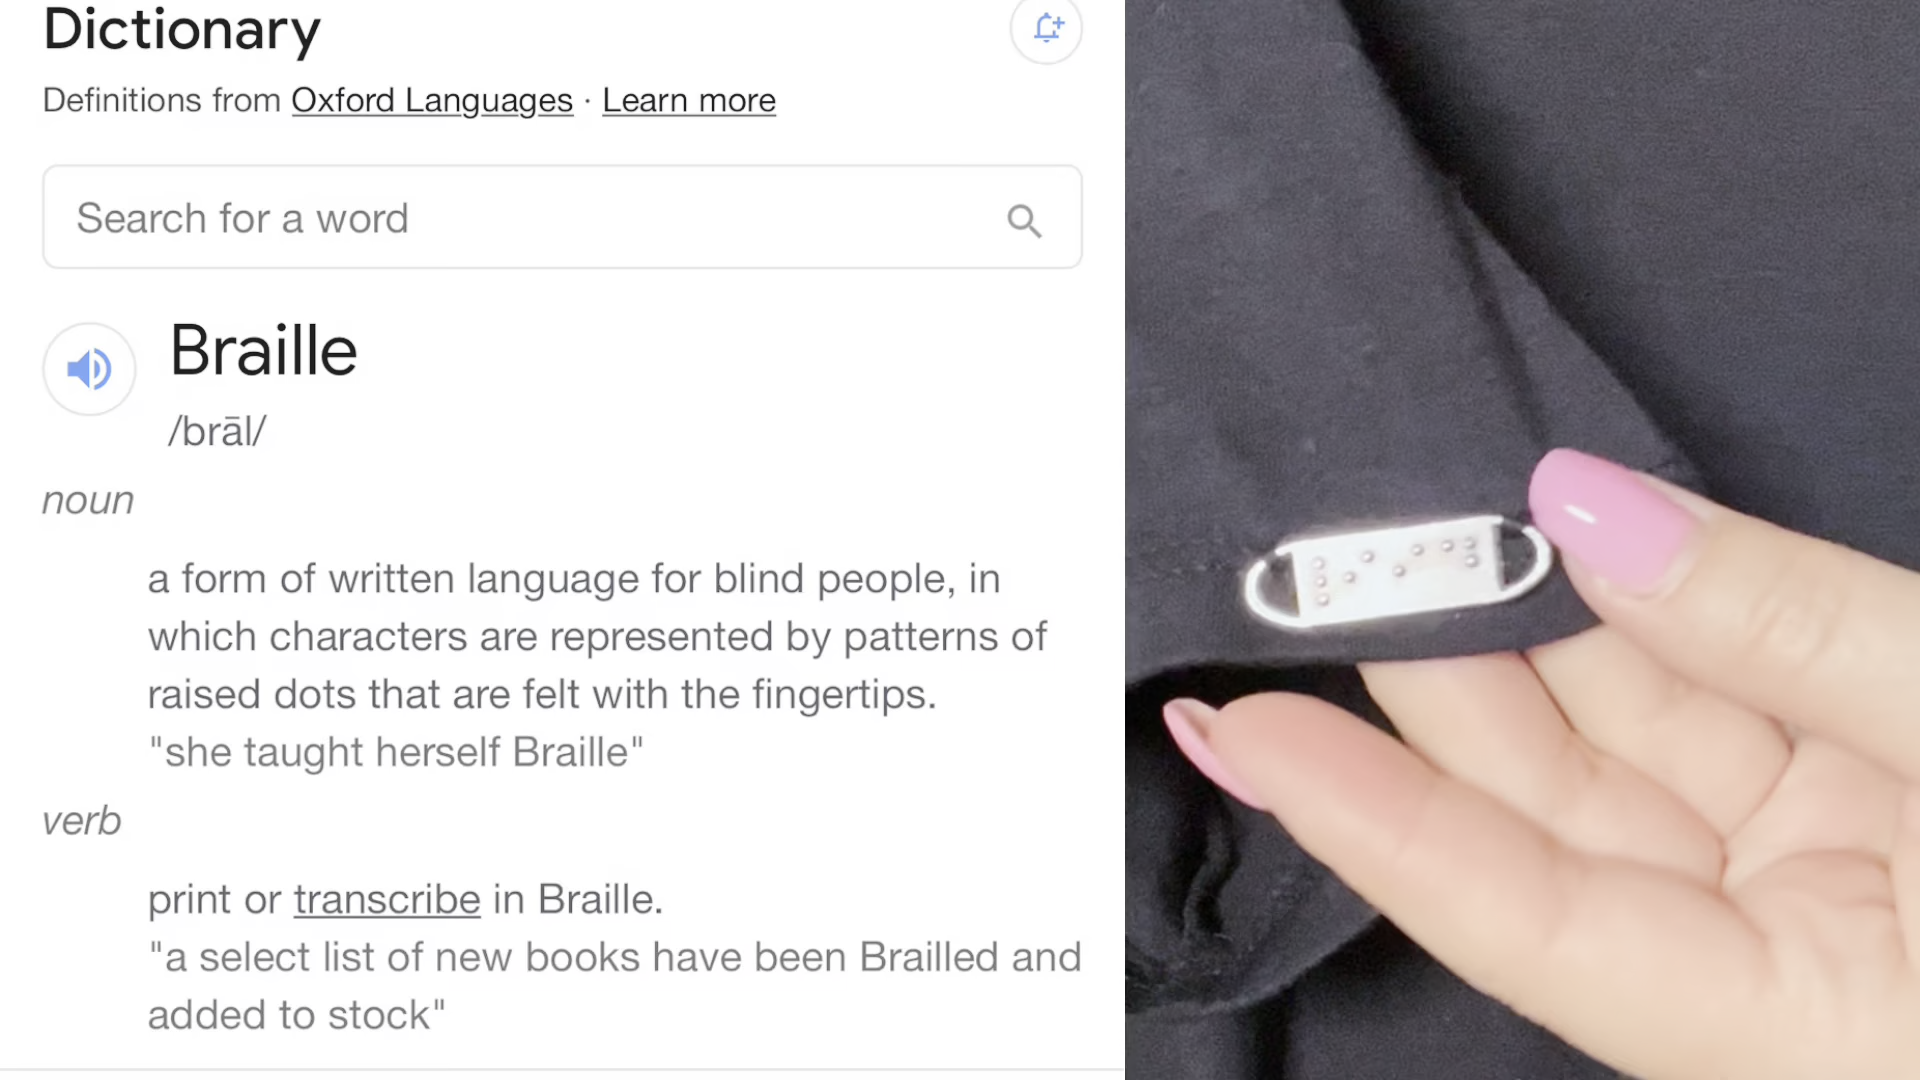 Dictionary
Definitions from Oxford Languages · Learn more
Search for a word
Braille
/brāl/
noun
a form of written language for blind people, in
which characters are represented by patterns of
raised dots that are felt with the fingertips.
"she taught herself Braille"
verb
print or transcribe in Braille.
"a select list of new books have been Brailled and
added to stock"